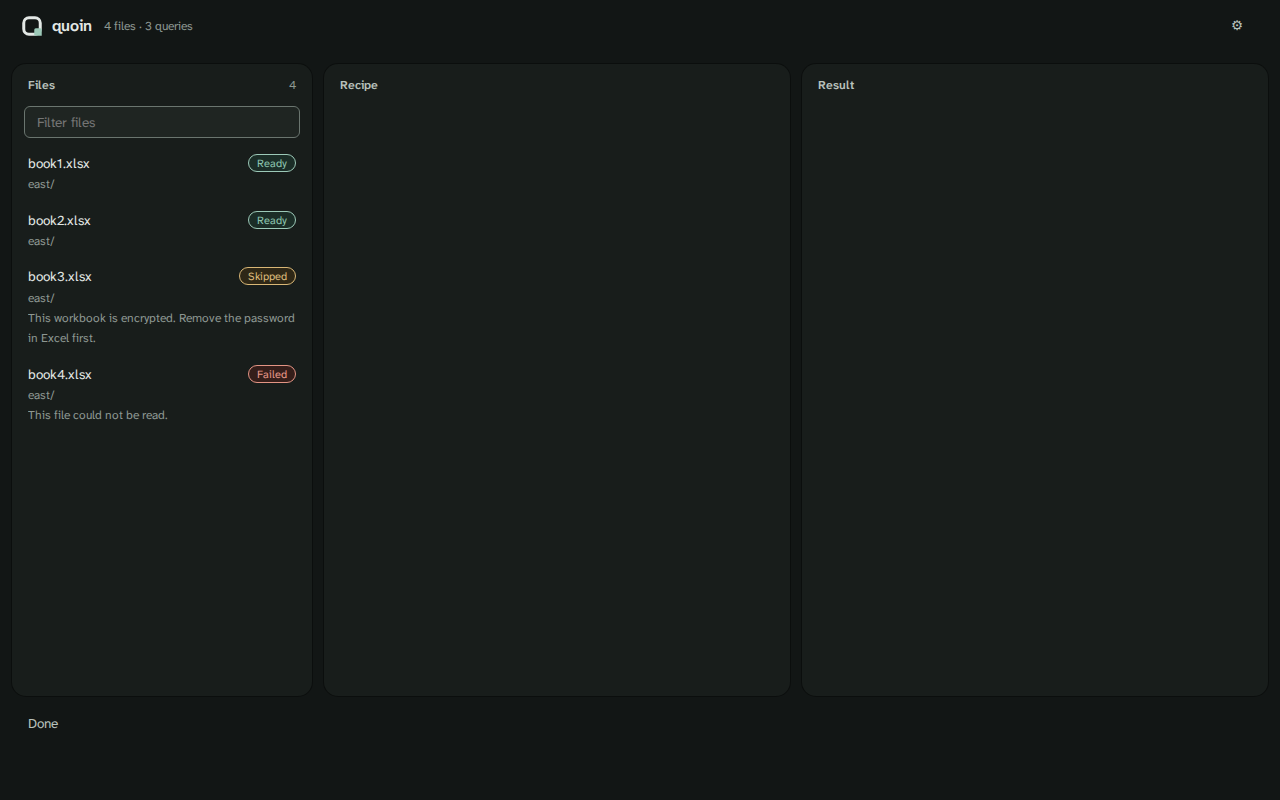 quoin 4 files · 3 queries
Files 4
Filter files
book1.xlsx Ready
east/
book2.xlsx Ready
east/
book3.xlsx Skipped
east/
This workbook is encrypted. Remove the password
in Excel first.
book4.xlsx Failed
east/
This file could not be read.
Recipe
Result
Done